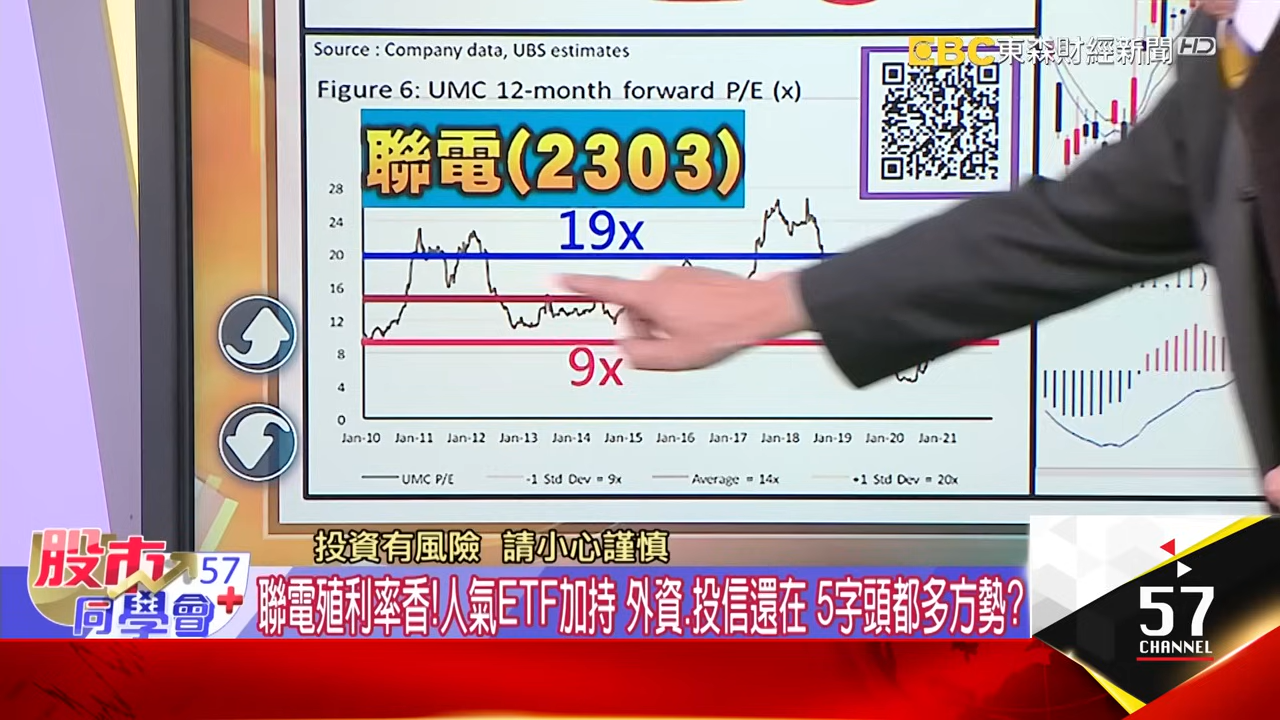 Source : Company data, UBS estimates
EBC 東森財經新聞 HD
Figure 6: UMC 12-month forward P/E (x)
聯電(2303)
28
24
20
16
12
8
4
0
19x
9x
Jan-10 Jan-11 Jan-12 Jan-13 Jan-14 Jan-15 Jan-16 Jan-17 Jan-18 Jan-19 Jan-20 Jan-21
UMC P/E -1 Std Dev = 9x Average = 14x +1 Std Dev = 20x
投資有風險 請小心謹慎
股市
同學會
57
+
聯電殖利率香!人氣ETF加持 外資.投信還在 5字頭都多方勢?
57
CHANNEL